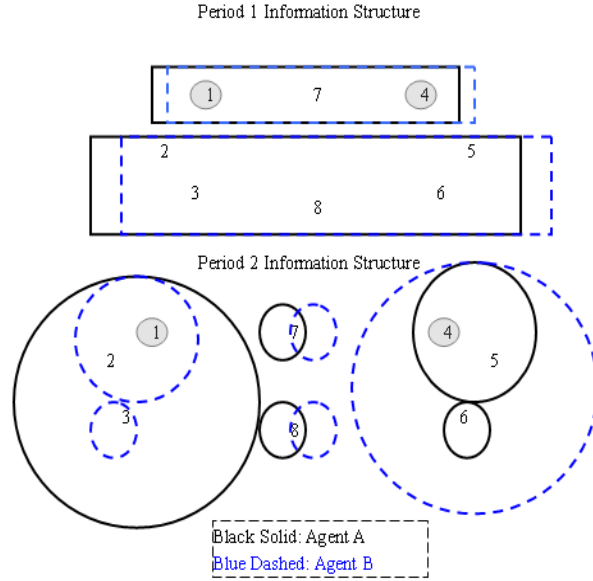 Period 1 Information Structure
1 7 4
2 5
3 6
8
Period 2 Information Structure
1 7 4
2 5
3 6
8
Black Solid: Agent A
Blue Dashed: Agent B